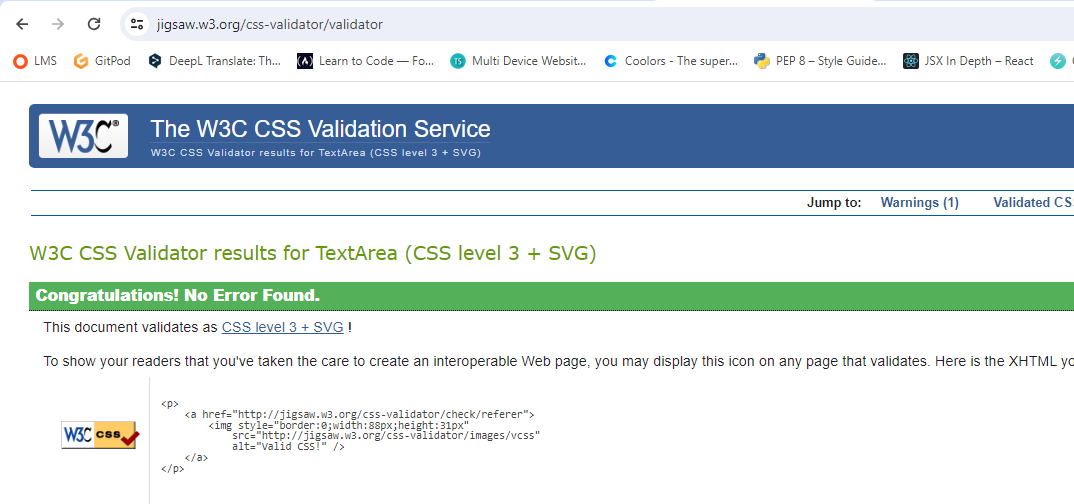 jigsaw.w3.org/css-validator/validator
LMS GitPod DeepL Translate: Th... Learn to Code — Fo... Multi Device Websit... Coolors - The super... PEP 8 – Style Guide... JSX In Depth – React
W3C® The W3C CSS Validation Service
W3C CSS Validator results for TextArea (CSS level 3 + SVG)
Jump to: Warnings (1) Validated CS
W3C CSS Validator results for TextArea (CSS level 3 + SVG)
Congratulations! No Error Found.
This document validates as CSS level 3 + SVG !
To show your readers that you've taken the care to create an interoperable Web page, you may display this icon on any page that validates. Here is the XHTML yo
W3C css
<p>
<a href="http://jigsaw.w3.org/css-validator/check/referer">
<img style="border:0;width:88px;height:31px"
src="http://jigsaw.w3.org/css-validator/images/vcss"
alt="Valid CSS!" />
</a>
</p>